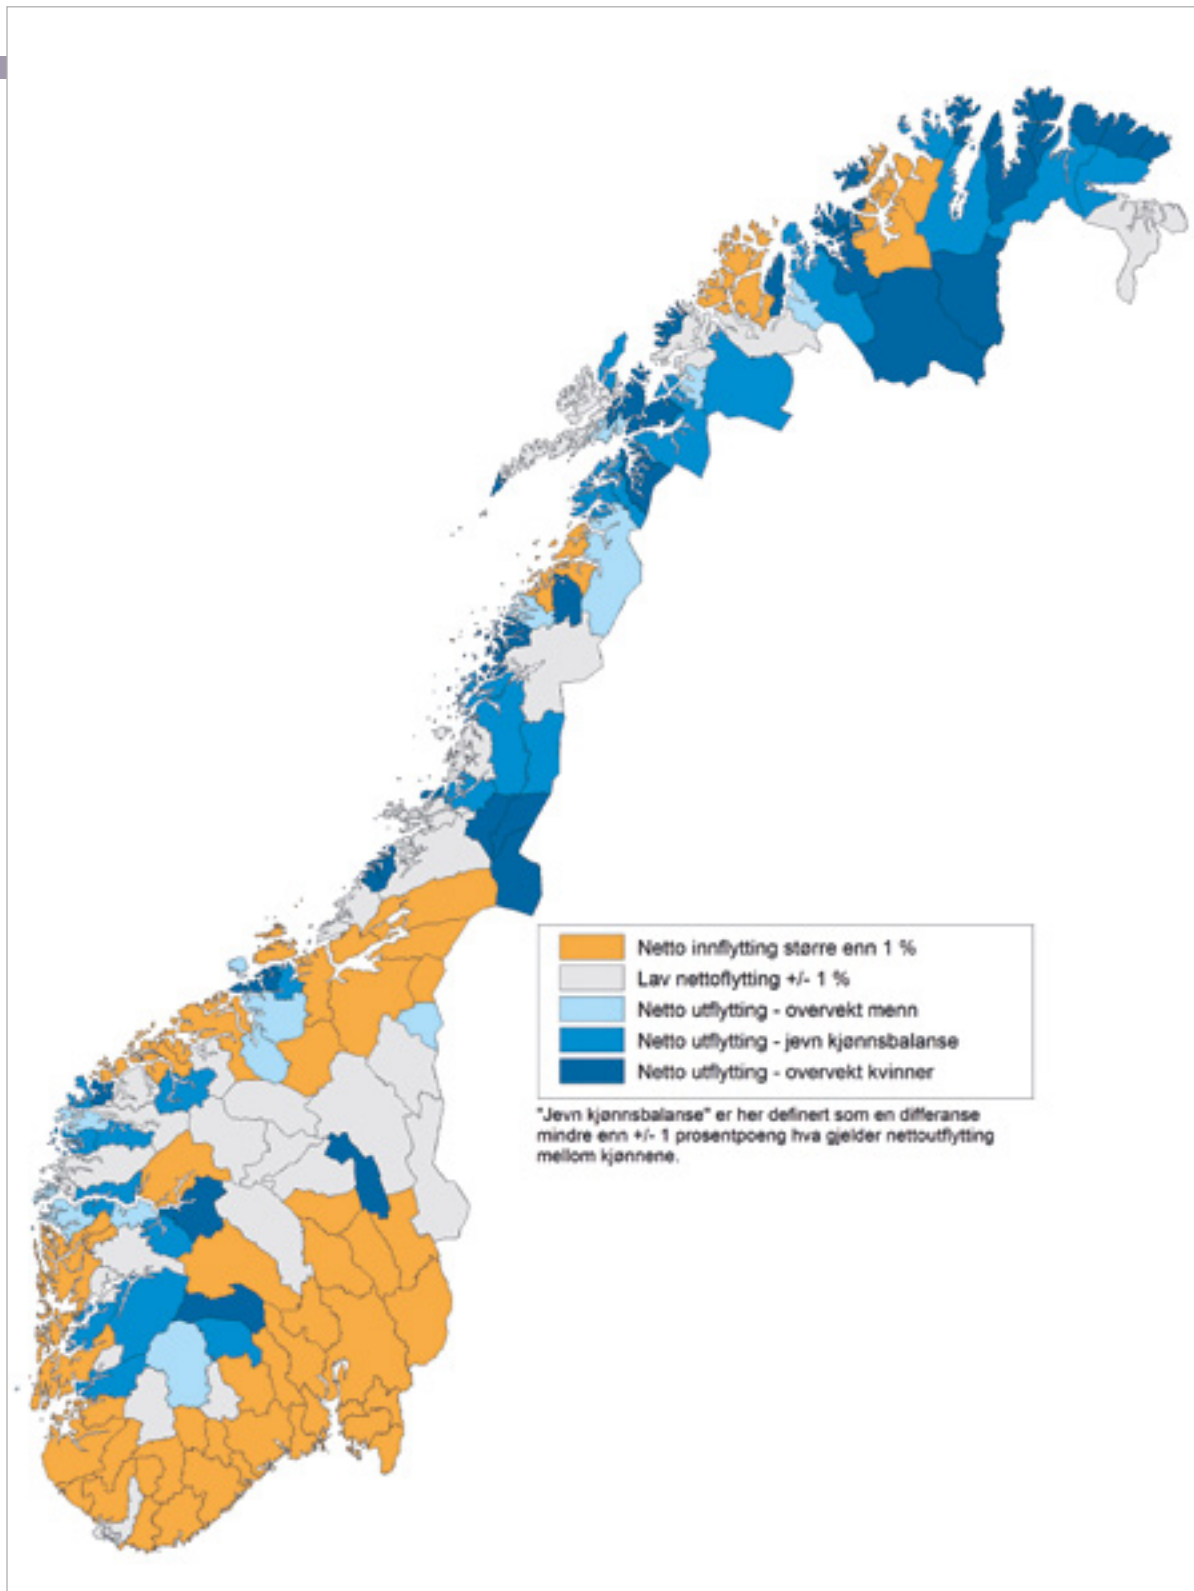 Netto innflytting større enn 1 %
Lav nettoflytting +/- 1 %
Netto utflytting - overvekt menn
Netto utflytting - jevn kjønnsbalanse
Netto utflytting - overvekt kvinner
"Jevn kjønnsbalanse" er her definert som en differanse
mindre enn +/- 1 prosentpoeng hva gjelder nettoutflytting
mellom kjønnene.